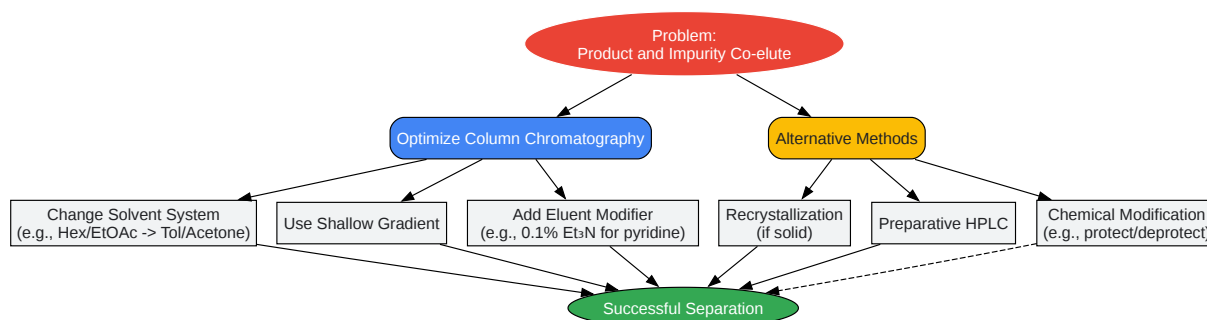 Problem:
Product and Impurity Co-elute
Optimize Column Chromatography
Alternative Methods
Change Solvent System
(e.g., Hex/EtOAc -> Tol/Acetone)
Use Shallow Gradient
Add Eluent Modifier
(e.g., 0.1% Et₃N for pyridine)
Recrystallization
(if solid)
Preparative HPLC
Chemical Modification
(e.g., protect/deprotect)
Successful Separation